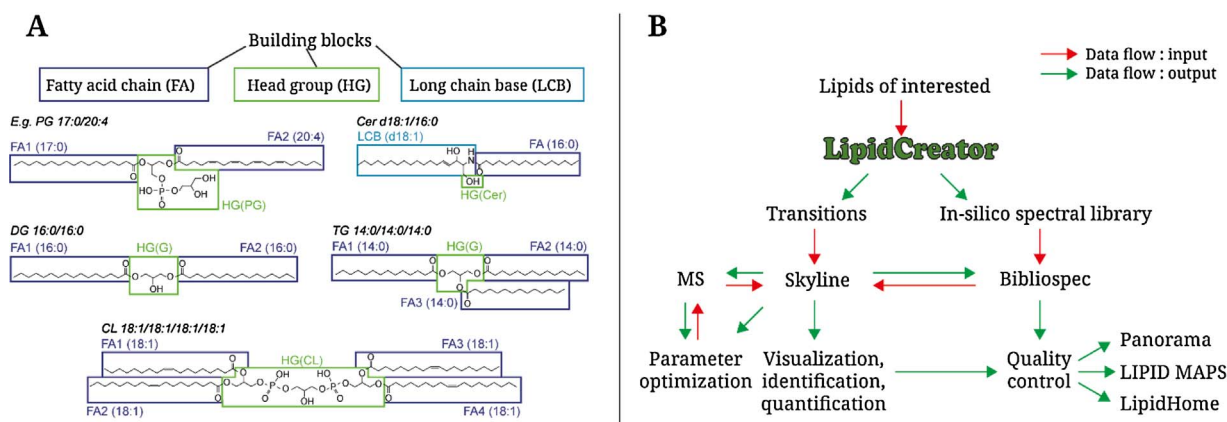 A
Building blocks
Fatty acid chain (FA)
Head group (HG)
Long chain base (LCB)
E.g. PG 17:0/20:4
FA1 (17:0)
FA2 (20:4)
HG(PG)
Cer d18:1/16:0
LCB (d18:1)
FA (16:0)
HG(Cer)
DG 16:0/16:0
FA1 (16:0)
HG(G)
FA2 (16:0)
TG 14:0/14:0/14:0
FA1 (14:0)
HG(G)
FA2 (14:0)
FA3 (14:0)
CL 18:1/18:1/18:1/18:1
FA1 (18:1)
HG(CL)
FA3 (18:1)
FA2 (18:1)
FA4 (18:1)
B
Data flow : input
Data flow : output
Lipids of interested
LipidCreator
Transitions
In-silico spectral library
MS
Skyline
Bibliospec
Parameter
optimization
Visualization,
identification,
quantification
Quality
control
Panorama
LIPID MAPS
LipidHome